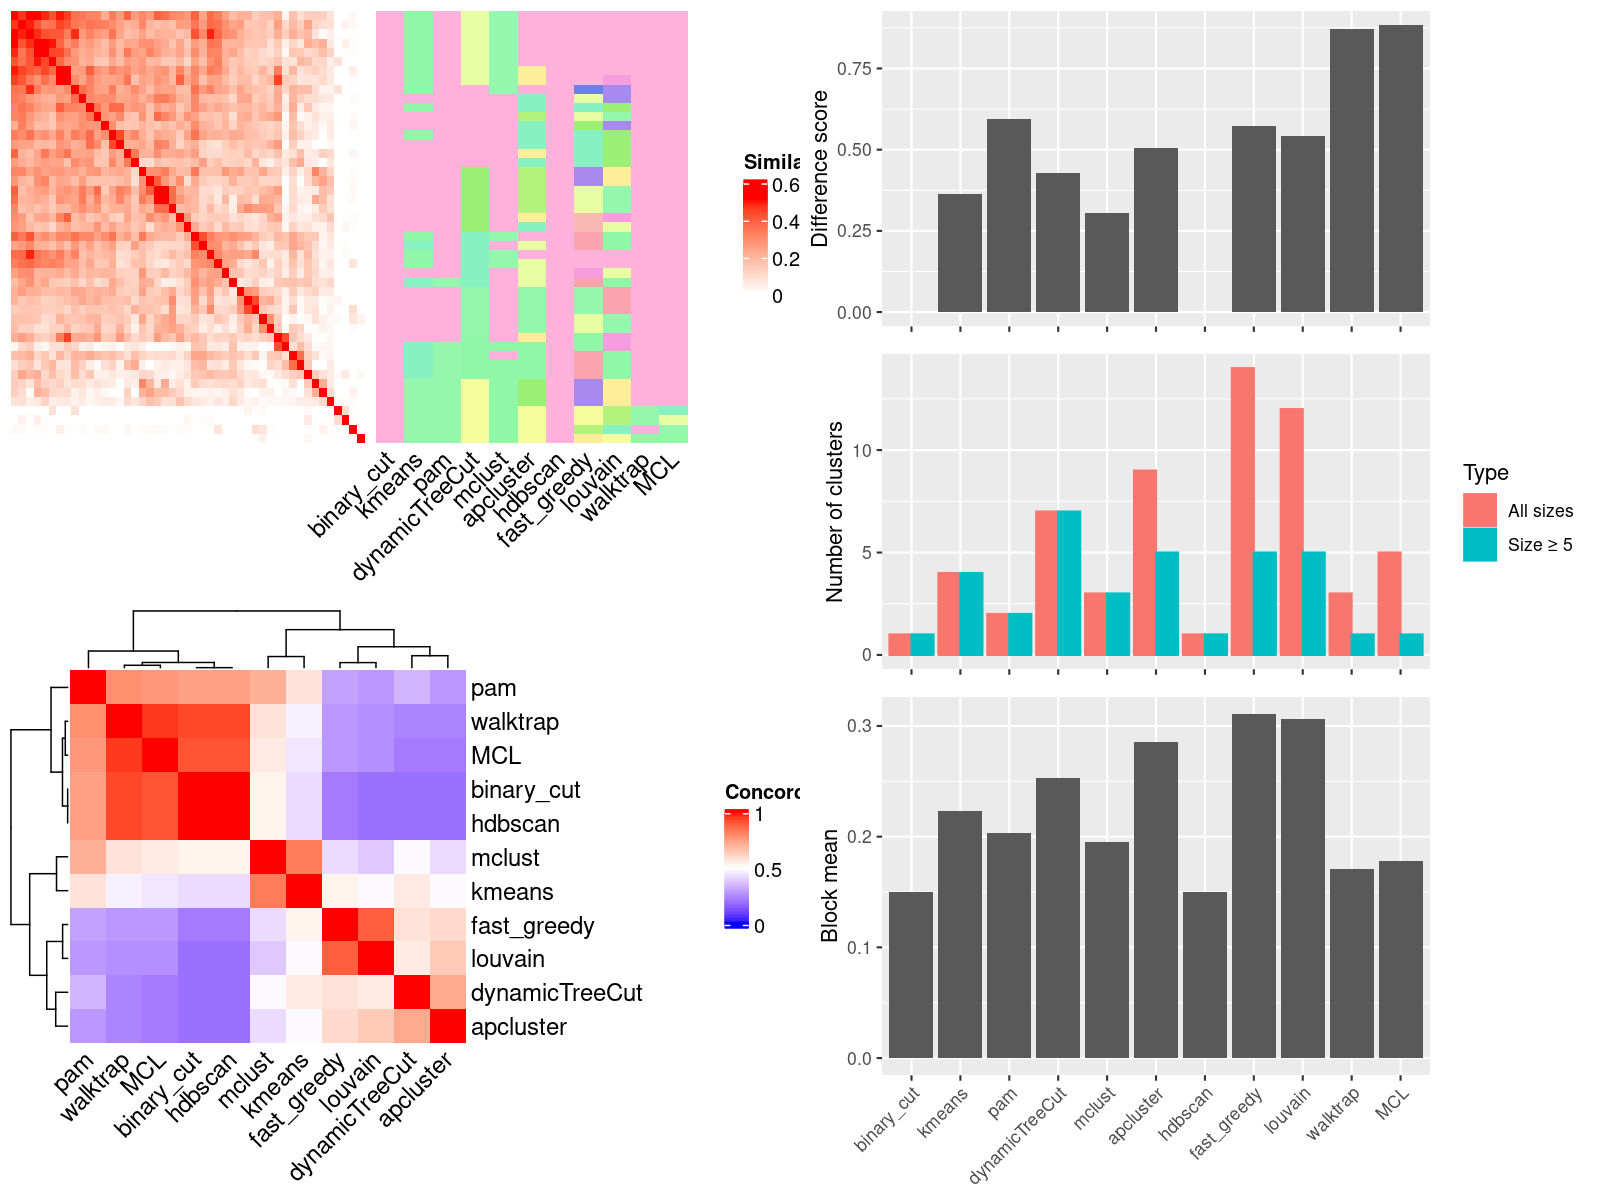 Simila
0.6
0.4
0.2
0
binary_cut
kmeans
pam
dynamicTreeCut
mclust
apcluster
hdbscan
fast_greedy
louvain
walktrap
MCL
Difference score
0.75
0.50
0.25
0.00
Number of clusters
10
5
0
Type
All sizes
Size ≥ 5
Block mean
0.3
0.2
0.1
0.0
binary_cut
kmeans
pam
dynamicTreeCut
mclust
apcluster
hdbscan
fast_greedy
louvain
walktrap
MCL
pam
walktrap
MCL
binary_cut
hdbscan
mclust
kmeans
fast_greedy
louvain
dynamicTreeCut
apcluster
pam
walktrap
MCL
binary_cut
hdbscan
mclust
kmeans
fast_greedy
louvain
dynamicTreeCut
apcluster
Concord
1
0.5
0